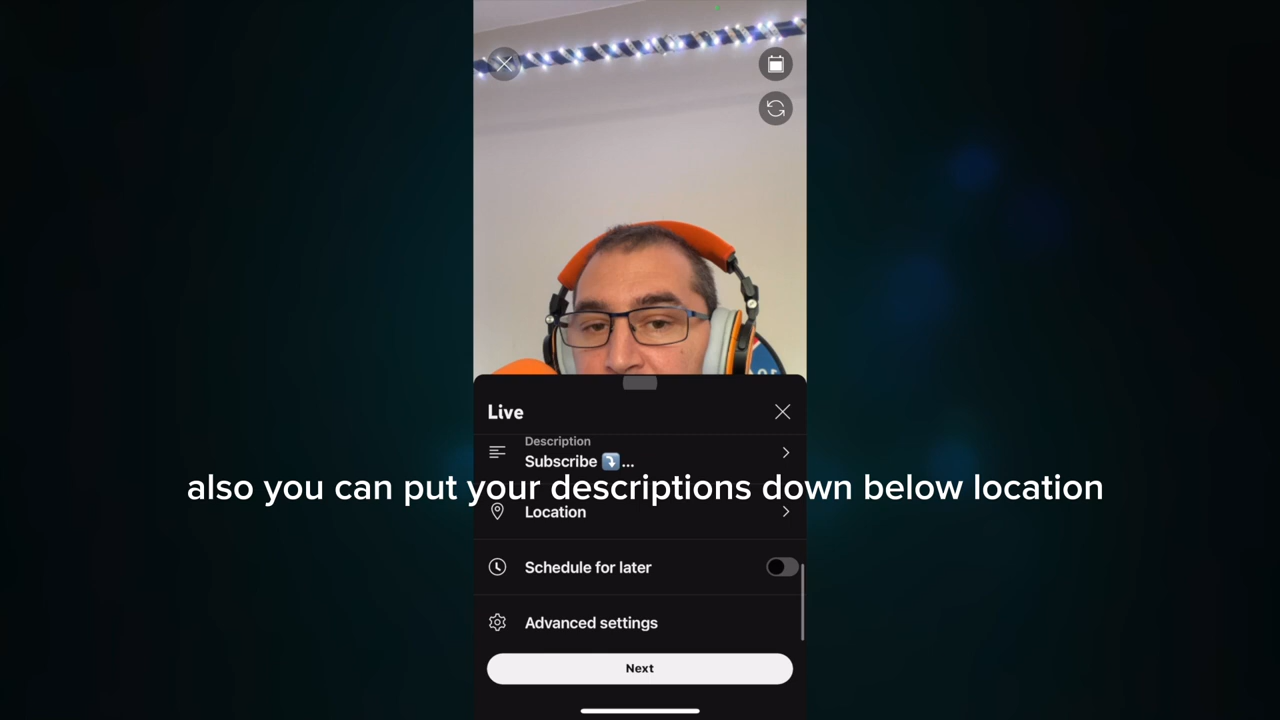 Live
Description
Subscribe ⤵️...
also you can put your descriptions down below location
Location
Schedule for later
Advanced settings
Next